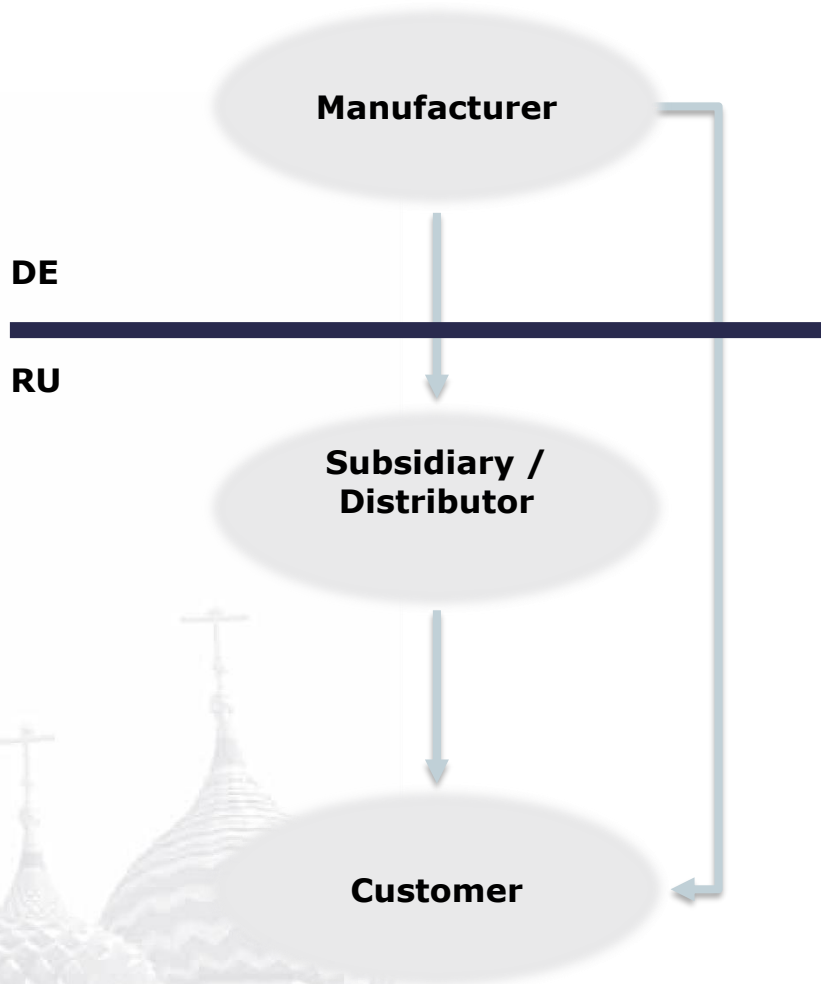 Manufacturer
DE
RU
Subsidiary /
Distributor
Customer